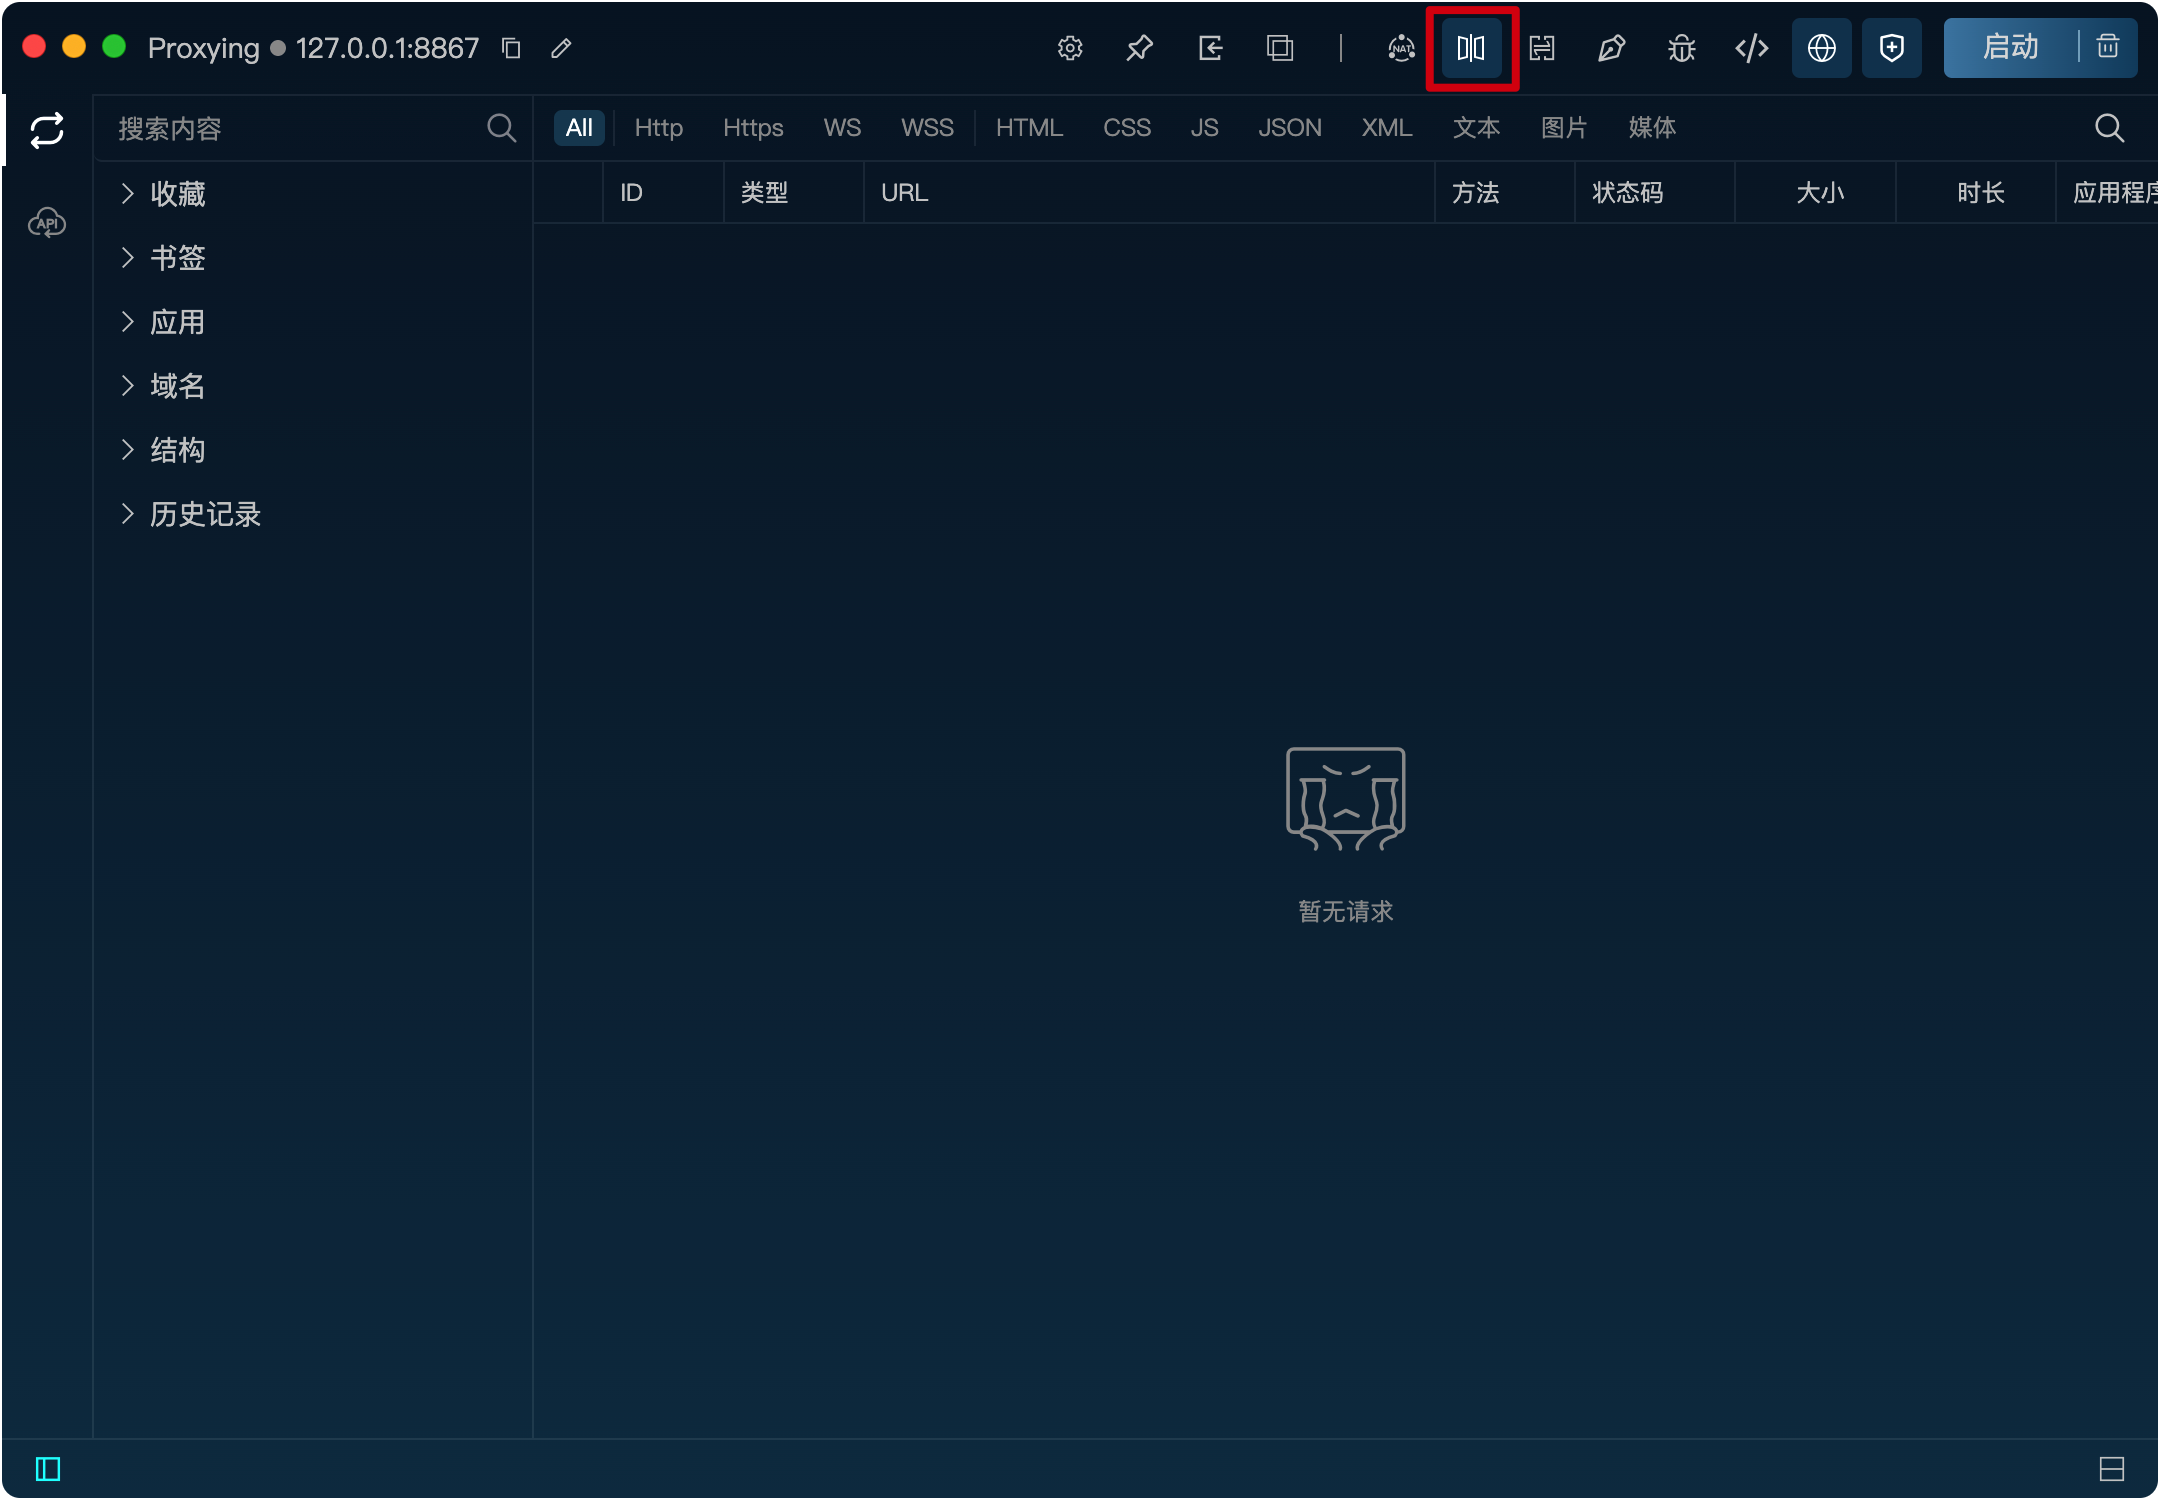 Proxying 127.0.0.1:8867
NAT
启动
API
搜索内容
All Http Https WS WSS HTML CSS JS JSON XML 文本 图片 媒体
ID 类型 URL 方法 状态码 大小 时长 应用程序
收藏
书签
应用
域名
结构
历史记录
暂无请求